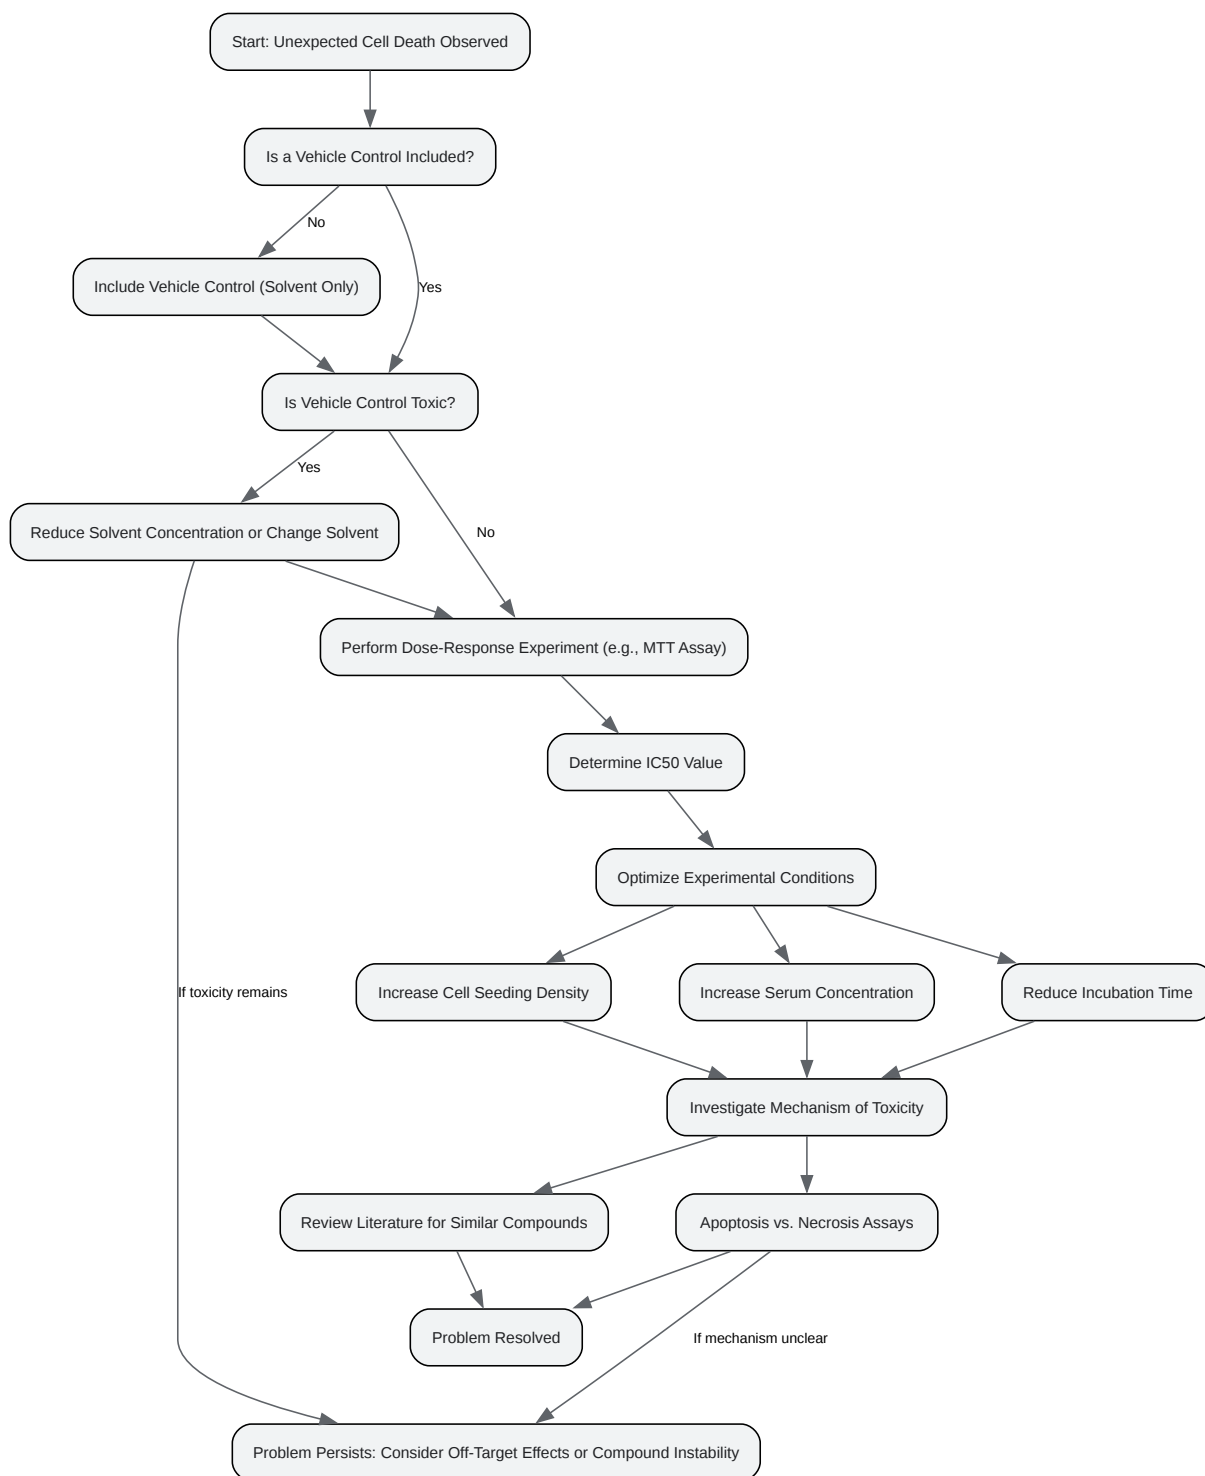 Start: Unexpected Cell Death Observed
Is a Vehicle Control Included?
No
Include Vehicle Control (Solvent Only)
Yes
Is Vehicle Control Toxic?
Yes
Reduce Solvent Concentration or Change Solvent
No
Perform Dose-Response Experiment (e.g., MTT Assay)
Determine IC50 Value
Optimize Experimental Conditions
If toxicity remains
Increase Cell Seeding Density
Increase Serum Concentration
Reduce Incubation Time
Investigate Mechanism of Toxicity
Review Literature for Similar Compounds
Apoptosis vs. Necrosis Assays
Problem Resolved
If mechanism unclear
Problem Persists: Consider Off-Target Effects or Compound Instability